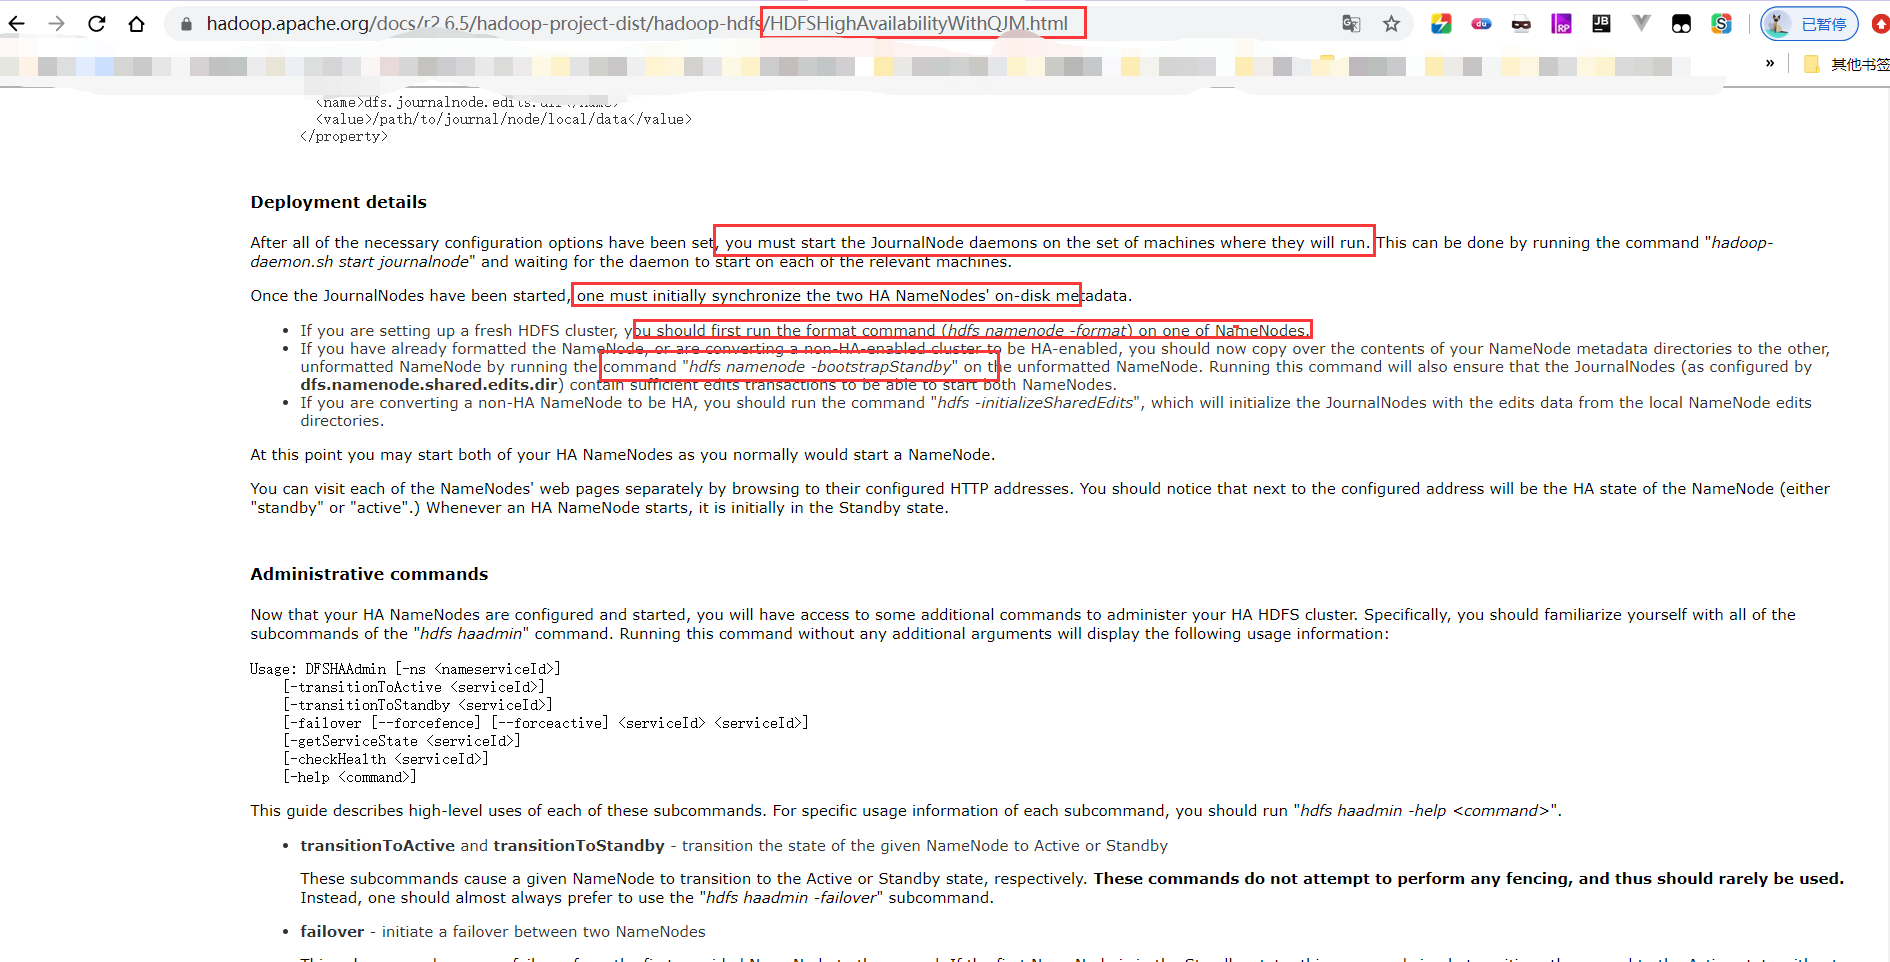 hadoop.apache.org/docs/r2.6.5/hadoop-project-dist/hadoop-hdfs/HDFSHighAvailabilityWithQJM.html
du
RP
JB
S
已暂停
»
其他书签
<name>dfs.journalnode.edits.dir</name>
<value>/path/to/journal/node/local/data</value>
</property>
Deployment details
After all of the necessary configuration options have been set, you must start the JournalNode daemons on the set of machines where they will run. This can be done by running the command "hadoop-
daemon.sh start journalnode" and waiting for the daemon to start on each of the relevant machines.
Once the JournalNodes have been started, one must initially synchronize the two HA NameNodes' on-disk metadata.
• If you are setting up a fresh HDFS cluster, you should first run the format command (hdfs namenode -format) on one of NameNodes.
• If you have already formatted the NameNode, or are converting a non-HA-enabled cluster to be HA-enabled, you should now copy over the contents of your NameNode metadata directories to the other,
unformatted NameNode by running the command "hdfs namenode -bootstrapStandby" on the unformatted NameNode. Running this command will also ensure that the JournalNodes (as configured by
dfs.namenode.shared.edits.dir) contain sufficient edits transactions to be able to start both NameNodes.
• If you are converting a non-HA NameNode to be HA, you should run the command "hdfs -initializeSharedEdits", which will initialize the JournalNodes with the edits data from the local NameNode edits
directories.
At this point you may start both of your HA NameNodes as you normally would start a NameNode.
You can visit each of the NameNodes' web pages separately by browsing to their configured HTTP addresses. You should notice that next to the configured address will be the HA state of the NameNode (either
"standby" or "active".) Whenever an HA NameNode starts, it is initially in the Standby state.
Administrative commands
Now that your HA NameNodes are configured and started, you will have access to some additional commands to administer your HA HDFS cluster. Specifically, you should familiarize yourself with all of the
subcommands of the "hdfs haadmin" command. Running this command without any additional arguments will display the following usage information:
Usage: DFSHAAdmin [-ns <nameserviceId>]
[-transitionToActive <serviceId>]
[-transitionToStandby <serviceId>]
[-failover [--forcefence] [--forceactive] <serviceId> <serviceId>]
[-getServiceState <serviceId>]
[-checkHealth <serviceId>]
[-help <command>]
This guide describes high-level uses of each of these subcommands. For specific usage information of each subcommand, you should run "hdfs haadmin -help <command>".
• transitionToActive and transitionToStandby - transition the state of the given NameNode to Active or Standby
These subcommands cause a given NameNode to transition to the Active or Standby state, respectively. These commands do not attempt to perform any fencing, and thus should rarely be used.
Instead, one should almost always prefer to use the "hdfs haadmin -failover" subcommand.
• failover - initiate a failover between two NameNodes